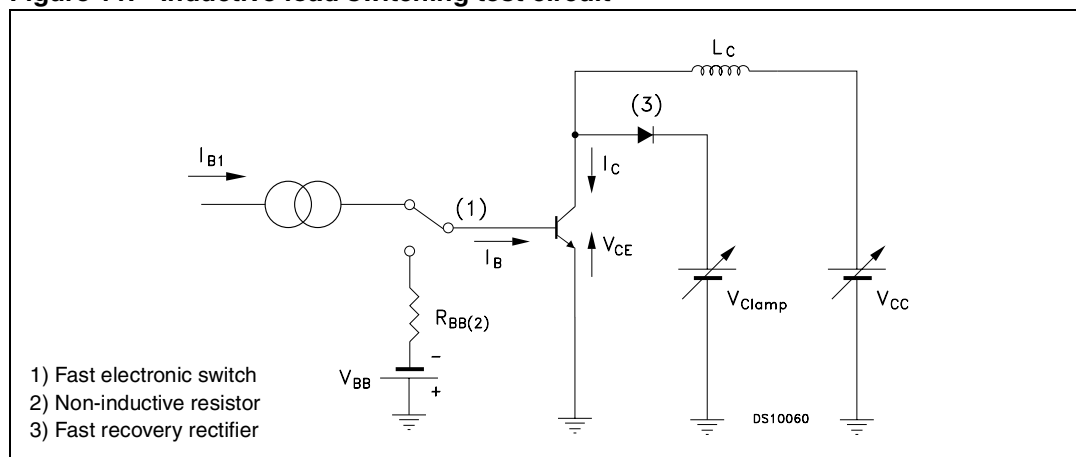 Figure
Inductive load switching test circuit
L_C
(3)
I_B1
I_C
(1)
I_B
V_CE
V_Clamp
V_CC
R_BB(2)
−
V_BB
+
1) Fast electronic switch
2) Non-inductive resistor
3) Fast recovery rectifier
DS10060